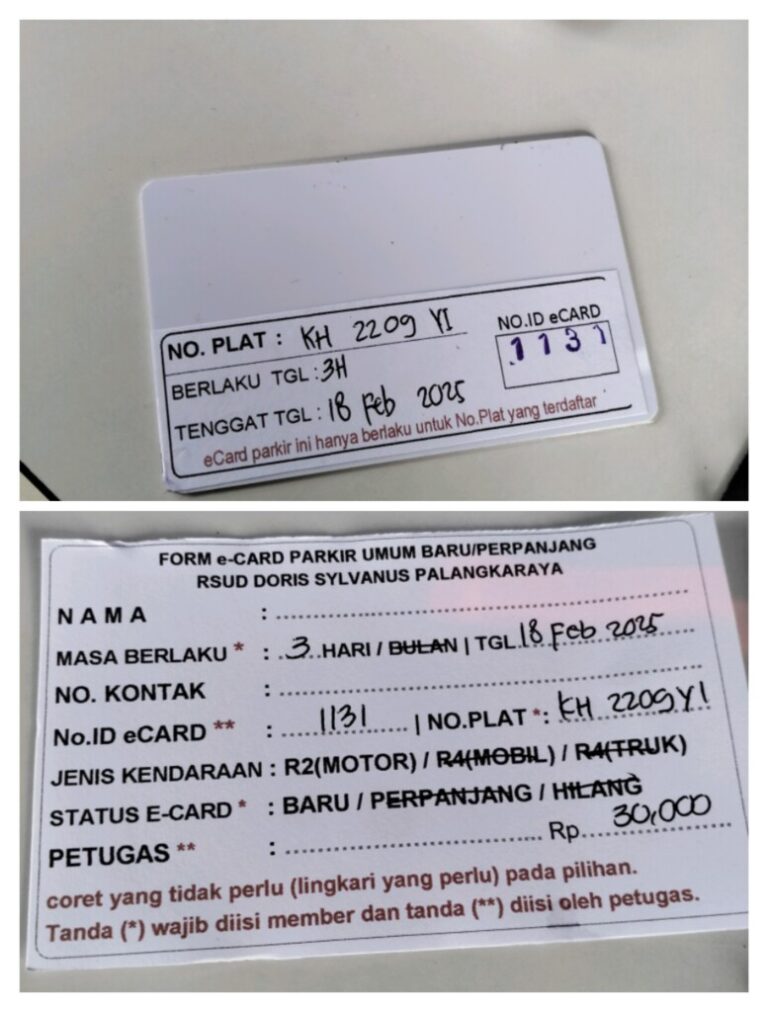 NO. PLAT : KH 2209 YI
NO.ID eCARD
1131
BERLAKU TGL : 3H
TENGGAT TGL : 18 Feb 2025
eCard parkir ini hanya berlaku untuk No.Plat yang terdaftar
FORM e-CARD PARKIR UMUM BARU/PERPANJANG
RSUD DORIS SYLVANUS PALANGKARAYA
NAMA : ........................................
MASA BERLAKU * : ..3.. HARI / BULAN | TGL 18 Feb 2025
NO. KONTAK : ........................................
No.ID eCARD ** : ....1131.... | NO.PLAT *: KH 2209 YI
JENIS KENDARAAN : R2(MOTOR) / R4(MOBIL) / R4(TRUK)
STATUS E-CARD * : BARU / PERPANJANG / HILANG
PETUGAS ** : .............................. Rp. 30,000
coret yang tidak perlu (lingkari yang perlu) pada pilihan.
Tanda (*) wajib diisi member dan tanda (**) diisi oleh petugas.